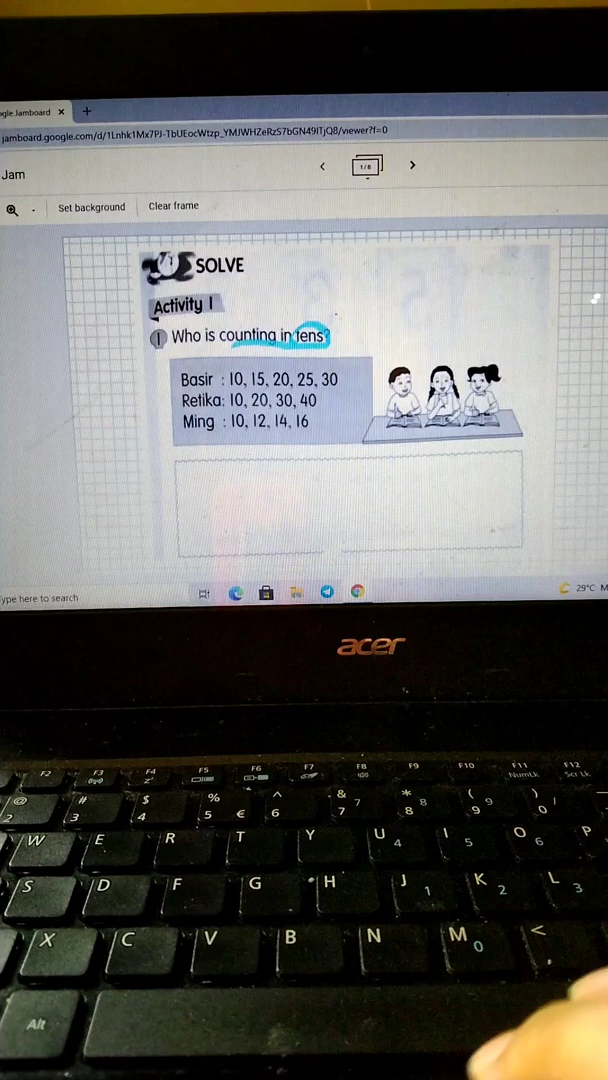 gle Jamboard
jamboard.google.com/d/1Lnhk1Mx7PJ-TbUEocWtzp_YMJWHZeRzS7bGN49ITjQ8/viewer?f=0
Jam
1/8
Set background
Clear frame
SOLVE
Activity 1
1 Who is counting in tens?
Basir : 10, 15, 20, 25, 30
Retika: 10, 20, 30, 40
Ming : 10, 12, 14, 16
ype here to search
29°C M
acer
F2 F3 F4 F5 F6 F7 F8 F9 F10 F11 F12
NumLk Scr Lk
@ # $ % ^ & * ( )
2 3 4 5 € 6 7 7 8 8 9 9 0 /
W E R T Y U 4 I 5 O 6 P
S D F G H J 1 K 2 L 3
X C V B N M 0 < ,
Alt